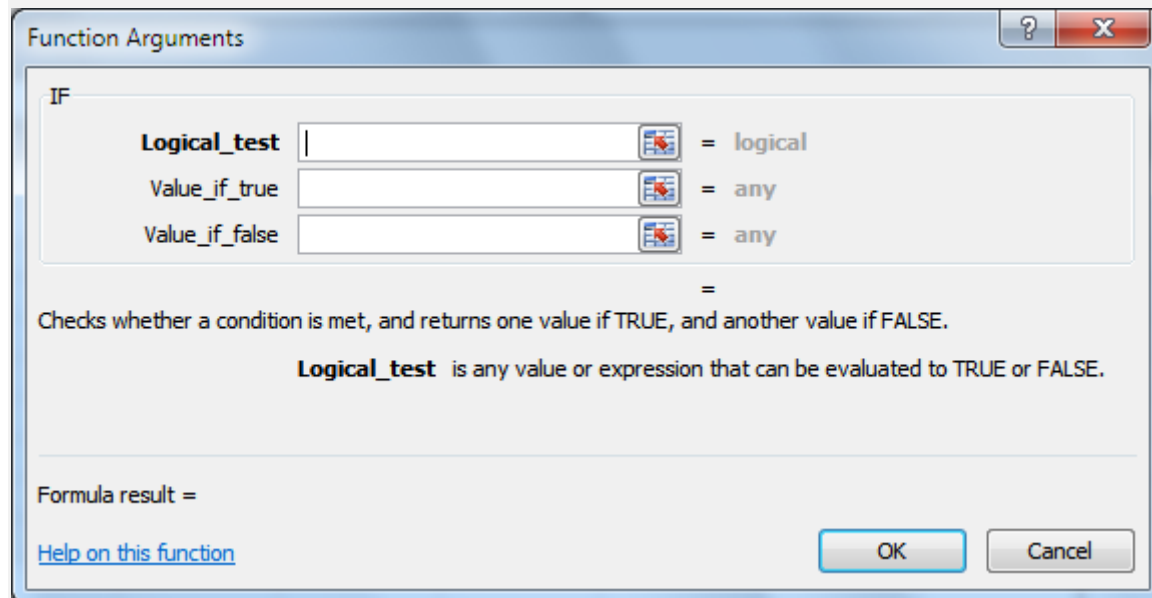 Function Arguments
?
X
IF
Logical_test = logical
Value_if_true = any
Value_if_false = any
=
Checks whether a condition is met, and returns one value if TRUE, and another value if FALSE.
Logical_test is any value or expression that can be evaluated to TRUE or FALSE.
Formula result =
Help on this function
OK
Cancel